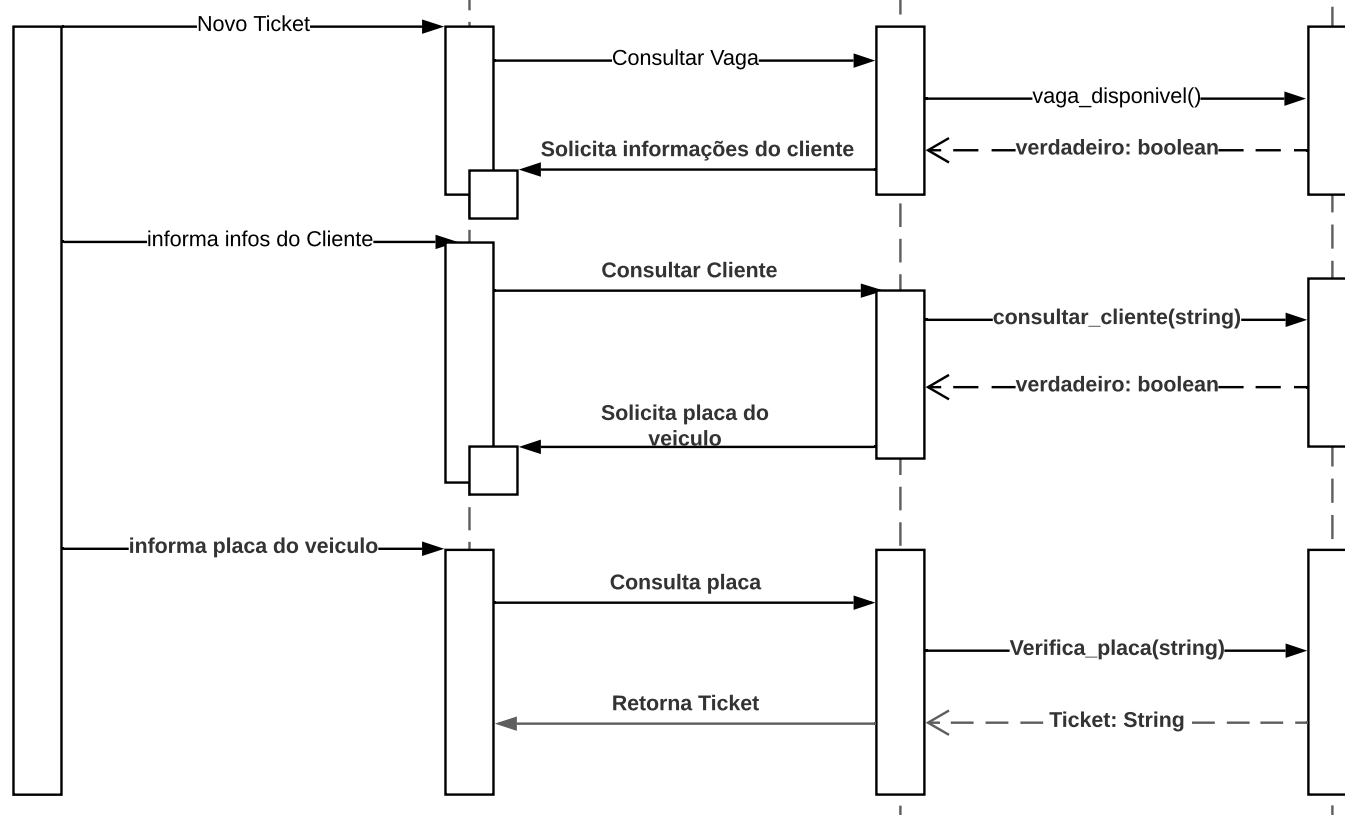 Novo Ticket
Consultar Vaga
vaga_disponivel()
verdadeiro: boolean
Solicita informações do cliente
informa infos do Cliente
Consultar Cliente
consultar_cliente(string)
verdadeiro: boolean
Solicita placa do
veiculo
informa placa do veiculo
Consulta placa
Verifica_placa(string)
Retorna Ticket
Ticket: String